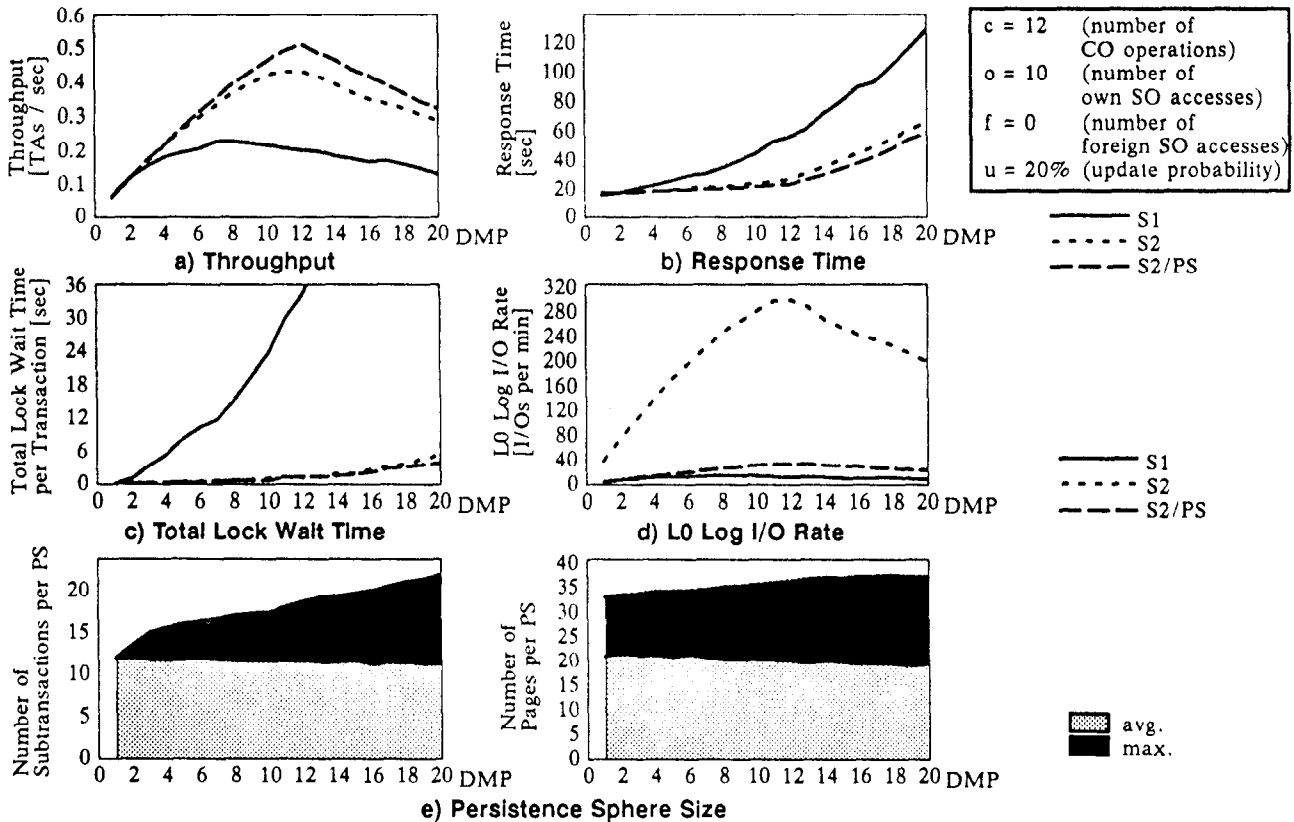 Throughput
[TAs / sec]
0.6
0.5
0.4
0.3
0.2
0.1
0
0 2 4 6 8 10 12 14 16 18 20 DMP
a) Throughput
Response Time
[sec]
120
100
80
60
40
20
0
0 2 4 6 8 10 12 14 16 18 20 DMP
b) Response Time
c = 12 (number of
CO operations)
o = 10 (number of
own SO accesses)
f = 0 (number of
foreign SO accesses)
u = 20% (update probability)
S1
S2
S2/PS
Total Lock Wait Time
per Transaction [sec]
36
30
24
18
12
6
0
0 2 4 6 8 10 12 14 16 18 20 DMP
c) Total Lock Wait Time
L0 Log I/O Rate
[I/Os per min]
320
280
240
200
160
120
80
40
0
0 2 4 6 8 10 12 14 16 18 20 DMP
d) L0 Log I/O Rate
S1
S2
S2/PS
Number of
Subtransactions per PS
20
15
10
5
0
0 2 4 6 8 10 12 14 16 18 20 DMP
Number of
Pages per PS
40
35
30
25
20
15
10
5
0
0 2 4 6 8 10 12 14 16 18 20 DMP
avg.
max.
e) Persistence Sphere Size